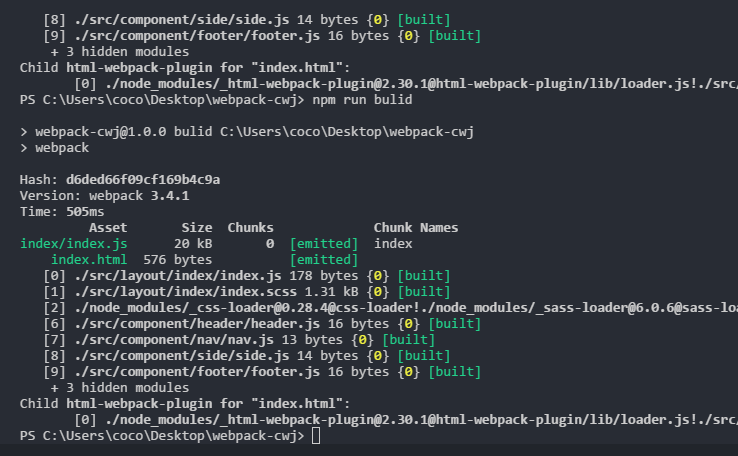 [8] ./src/component/side/side.js 14 bytes {0} [built]
[9] ./src/component/footer/footer.js 16 bytes {0} [built]
+ 3 hidden modules
Child html-webpack-plugin for "index.html":
[0] ./node_modules/_html-webpack-plugin@2.30.1@html-webpack-plugin/lib/loader.js!./src/
PS C:\Users\coco\Desktop\webpack-cwj> npm run bulid
> webpack-cwj@1.0.0 bulid C:\Users\coco\Desktop\webpack-cwj
> webpack
Hash: d6ded66f09cf169b4c9a
Version: webpack 3.4.1
Time: 505ms
Asset Size Chunks Chunk Names
index/index.js 20 kB 0 [emitted] index
index.html 576 bytes [emitted]
[0] ./src/layout/index/index.js 178 bytes {0} [built]
[1] ./src/layout/index/index.scss 1.31 kB {0} [built]
[2] ./node_modules/_css-loader@0.28.4@css-loader!./node_modules/_sass-loader@6.0.6@sass-loa
[6] ./src/component/header/header.js 16 bytes {0} [built]
[7] ./src/component/nav/nav.js 13 bytes {0} [built]
[8] ./src/component/side/side.js 14 bytes {0} [built]
[9] ./src/component/footer/footer.js 16 bytes {0} [built]
+ 3 hidden modules
Child html-webpack-plugin for "index.html":
[0] ./node_modules/_html-webpack-plugin@2.30.1@html-webpack-plugin/lib/loader.js!./src/
PS C:\Users\coco\Desktop\webpack-cwj>